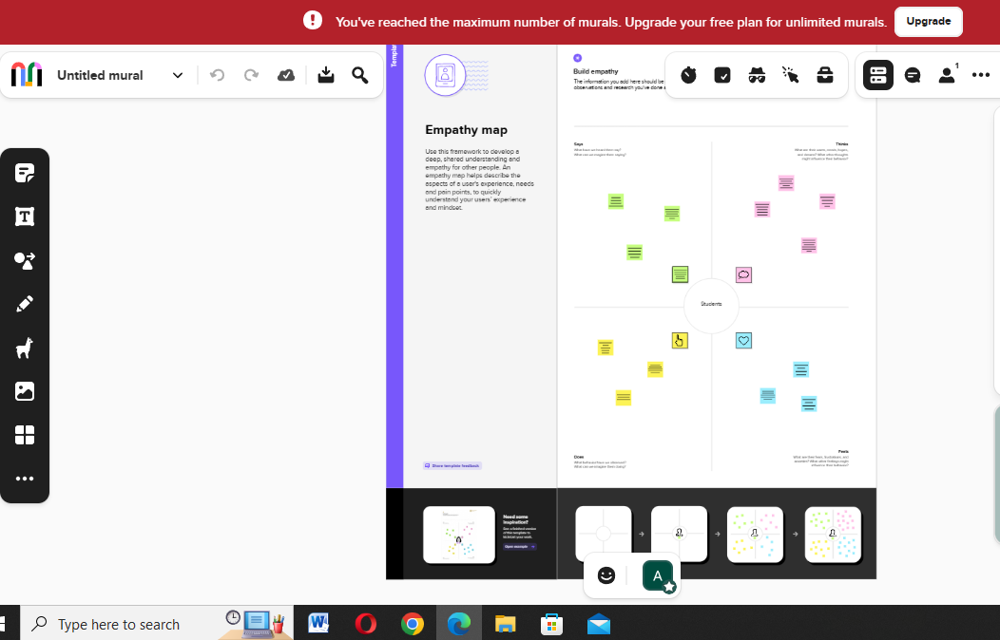 You've reached the maximum number of murals. Upgrade your free plan for unlimited murals.
Upgrade
Untitled mural
1
Templa
Empathy map
Use this framework to develop a
deep, shared understanding and
empathy for other people. An
empathy map helps describe the
aspects of a user's experience, needs
and pain points, to quickly
understand your users' experience
and mindset.
Share template feedback
Build empathy
The information you add here should be
observations and research you've done
Says
What have we heard them say?
What can we imagine them saying?
Thinks
What are their wants, needs, hopes,
and dreams? What other thoughts
might influence their behavior?
Students
Does
What behavior have we observed?
What can we imagine them doing?
Feels
What are their fears, frustrations, and
anxieties? What other feelings might
influence their behavior?
Need some
inspiration?
See a finished version
of this template to
kickstart your work.
Open example
A
Type here to search